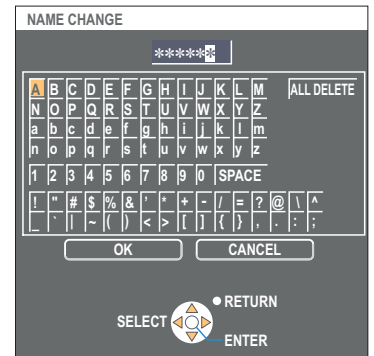 NAME CHANGE
******
A B C D E F G H I J K L M ALL DELETE
N O P Q R S T U V W X Y Z
a b c d e f g h i j k l m
n o p q r s t u v w x y z
1 2 3 4 5 6 7 8 9 0 SPACE
! " # $ % & ' * + - / = ? @ \ ^
_ ` | ~ ( ) < > [ ] { } , . : ;
OK CANCEL
RETURN
SELECT
ENTER